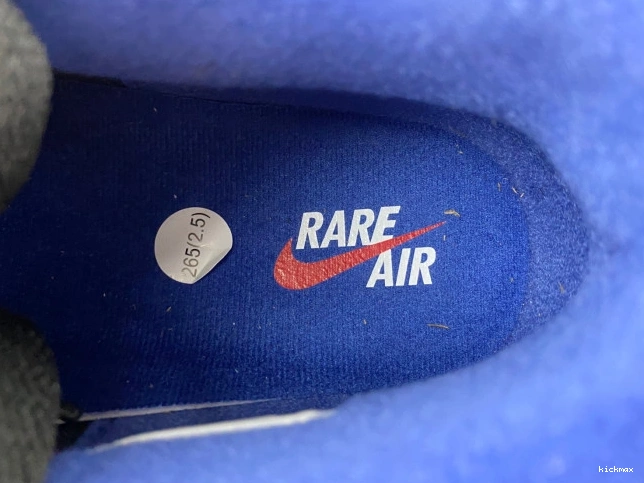 RARE
AIR
265(2.5)
kickmax